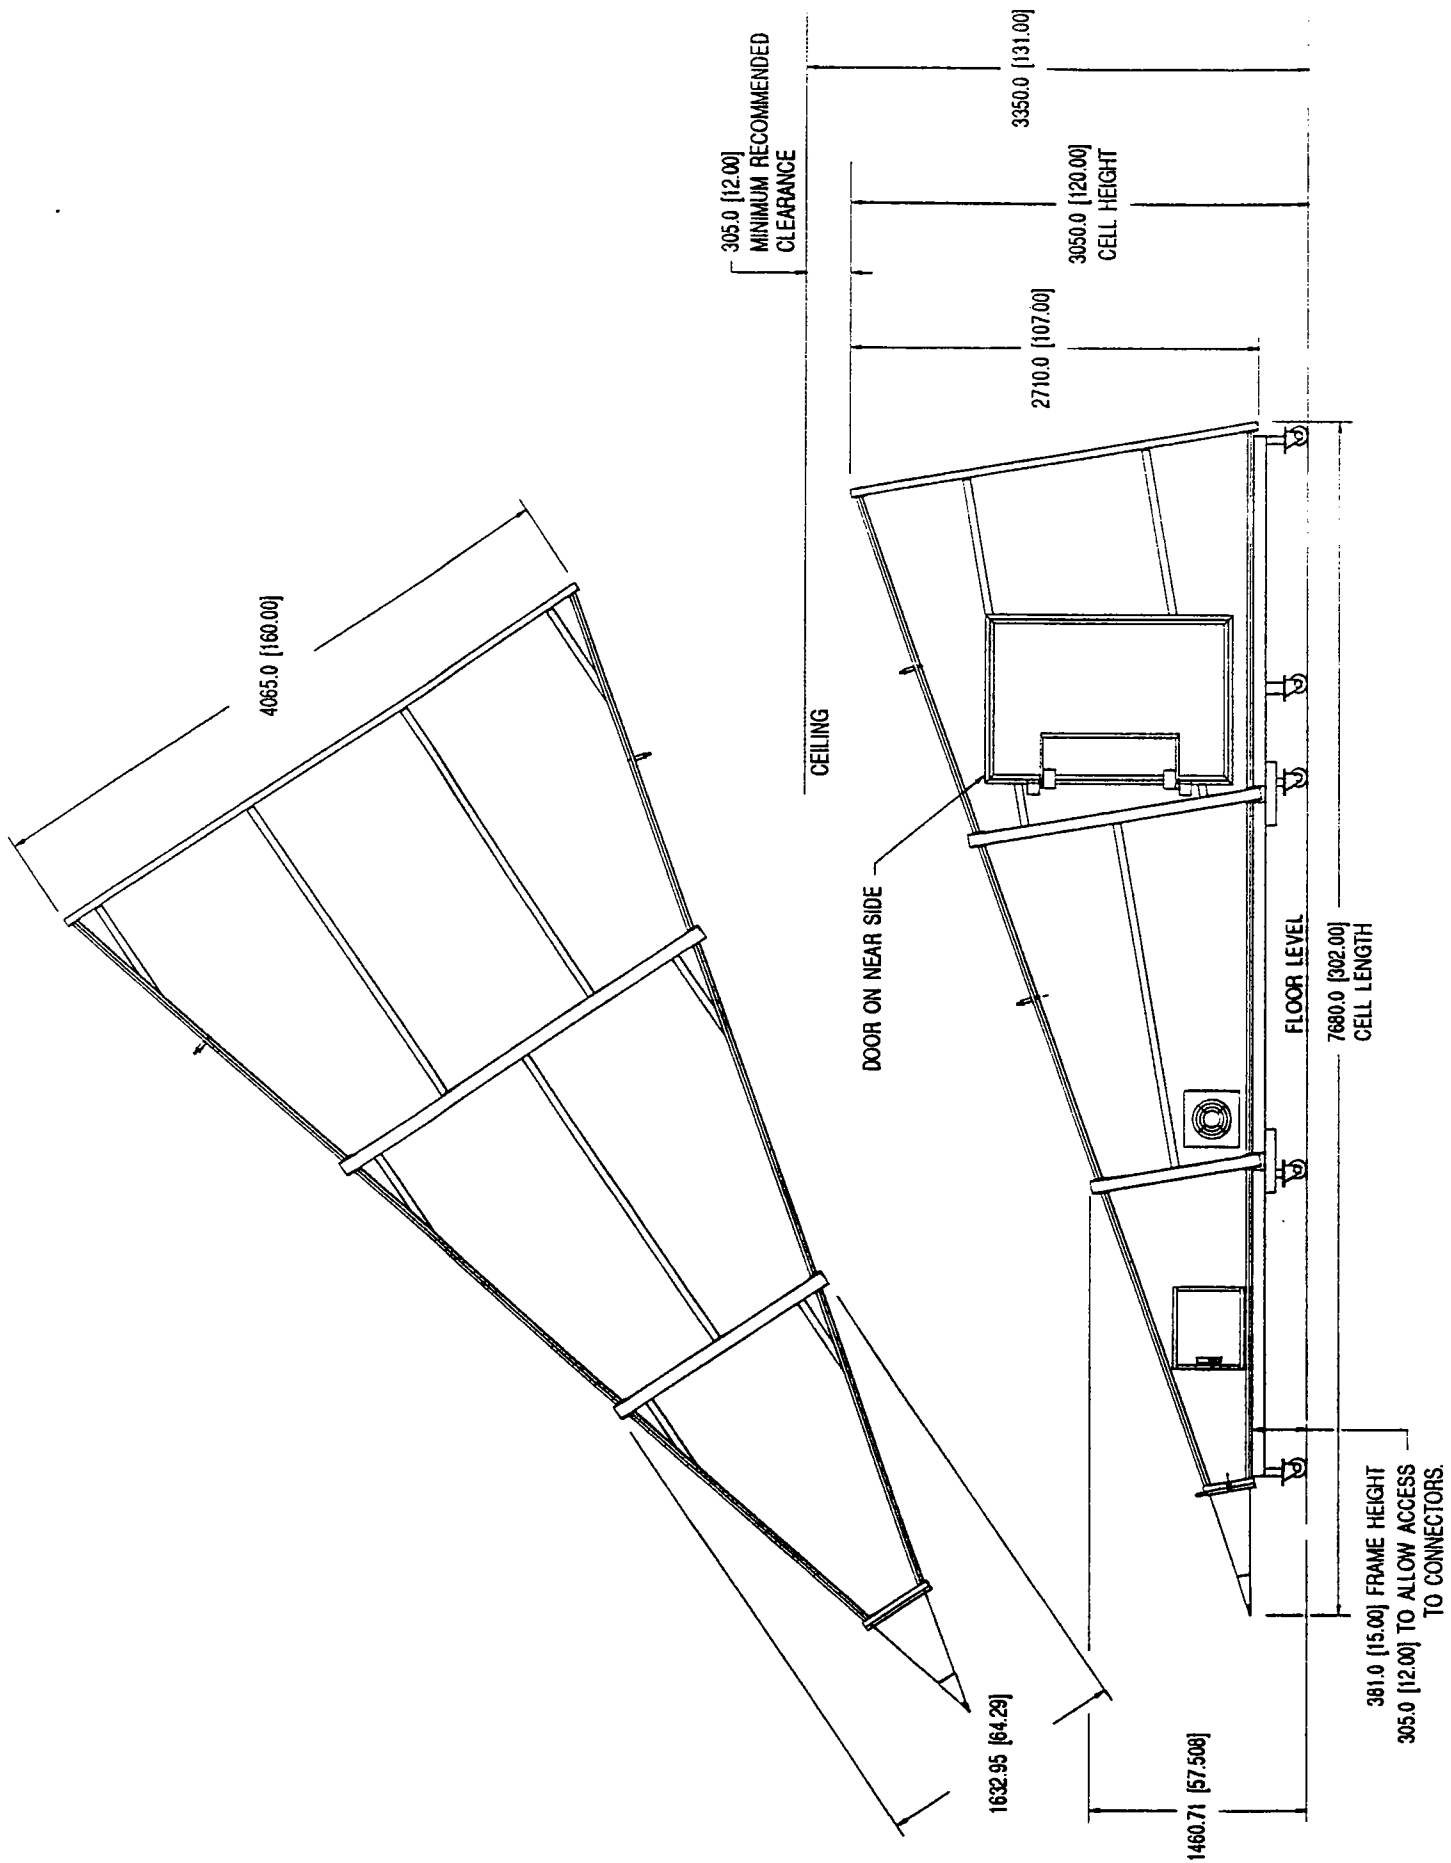 4065.0 [160.00]
1632.95 [64.29]
305.0 [12.00]
MINIMUM RECOMMENDED
CLEARANCE
CEILING
DOOR ON NEAR SIDE
2710.0 [107.00]
3050.0 [120.00]
CELL HEIGHT
3350.0 [131.00]
FLOOR LEVEL
7680.0 [302.00]
CELL LENGTH
1460.71 [57.508]
381.0 [15.00] FRAME HEIGHT
305.0 [12.00] TO ALLOW ACCESS
TO CONNECTORS.